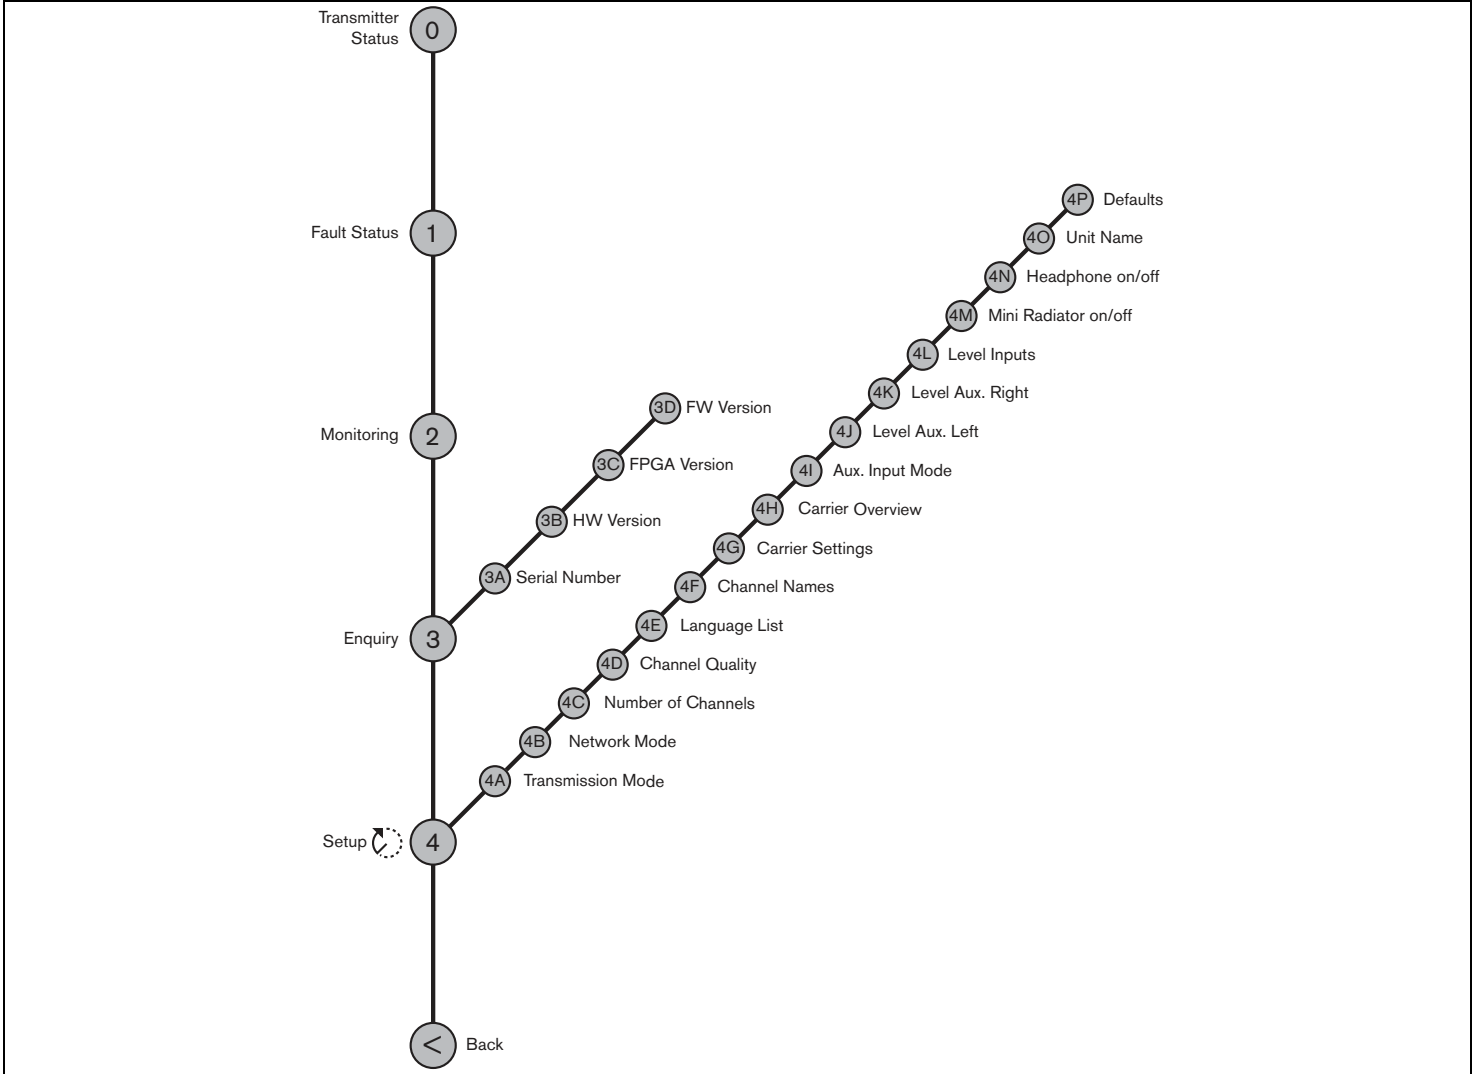 Transmitter
Status
0
4P Defaults
Fault Status 1
4O Unit Name
4N Headphone on/off
4M Mini Radiator on/off
4L Level Inputs
4K Level Aux. Right
3D FW Version
4J Level Aux. Left
Monitoring 2
3C FPGA Version
4I Aux. Input Mode
4H Carrier Overview
3B HW Version
4G Carrier Settings
3A Serial Number
4F Channel Names
4E Language List
Enquiry 3
4D Channel Quality
4C Number of Channels
4B Network Mode
4A Transmission Mode
Setup 4
< Back